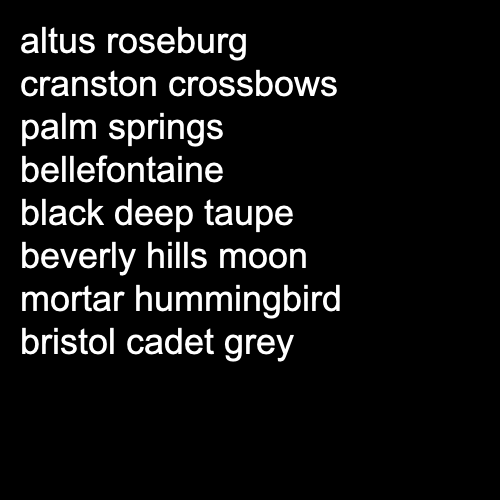 altus roseburg
cranston crossbows
palm springs
bellefontaine
black deep taupe
beverly hills moon
mortar hummingbird
bristol cadet grey